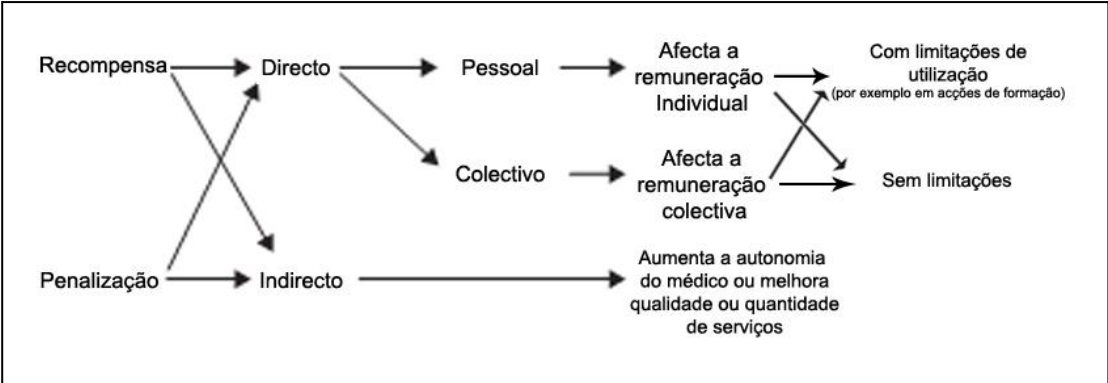 Recompensa
Directo
Pessoal
Afecta a
remuneração
Individual
Com limitações de
utilização
(por exemplo em acções de formação)
Colectivo
Afecta a
remuneração
colectiva
Sem limitações
Penalização
Indirecto
Aumenta a autonomia
do médico ou melhora
qualidade ou quantidade
de serviços